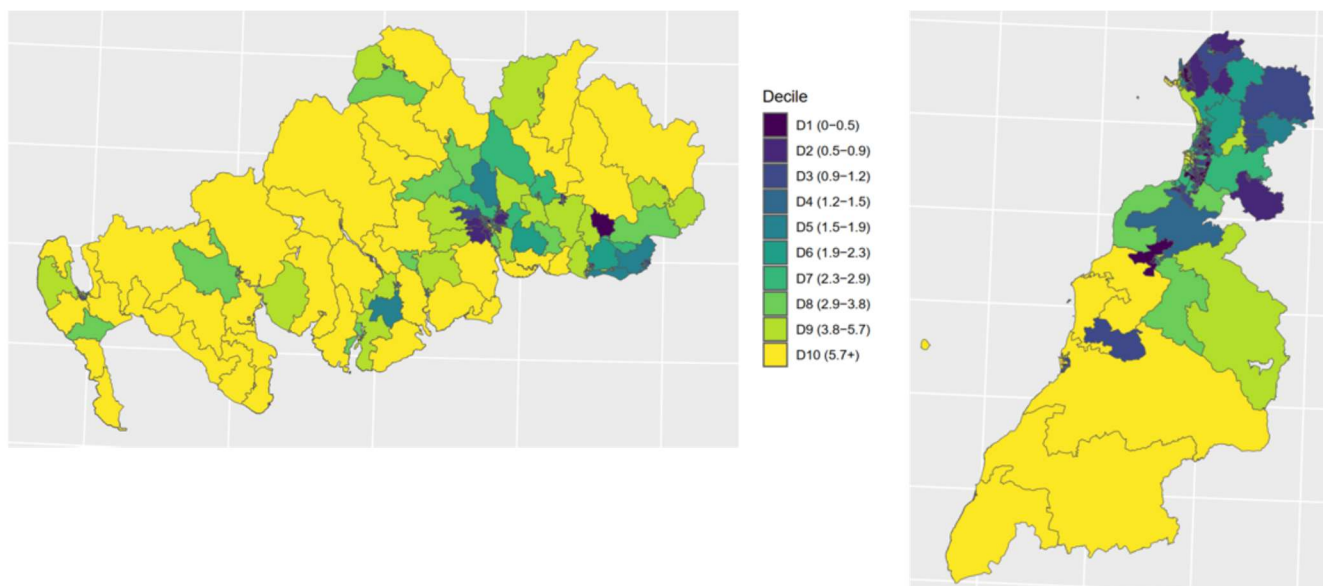 Decile
D1 (0−0.5)
D2 (0.5−0.9)
D3 (0.9−1.2)
D4 (1.2−1.5)
D5 (1.5−1.9)
D6 (1.9−2.3)
D7 (2.3−2.9)
D8 (2.9−3.8)
D9 (3.8−5.7)
D10 (5.7+)